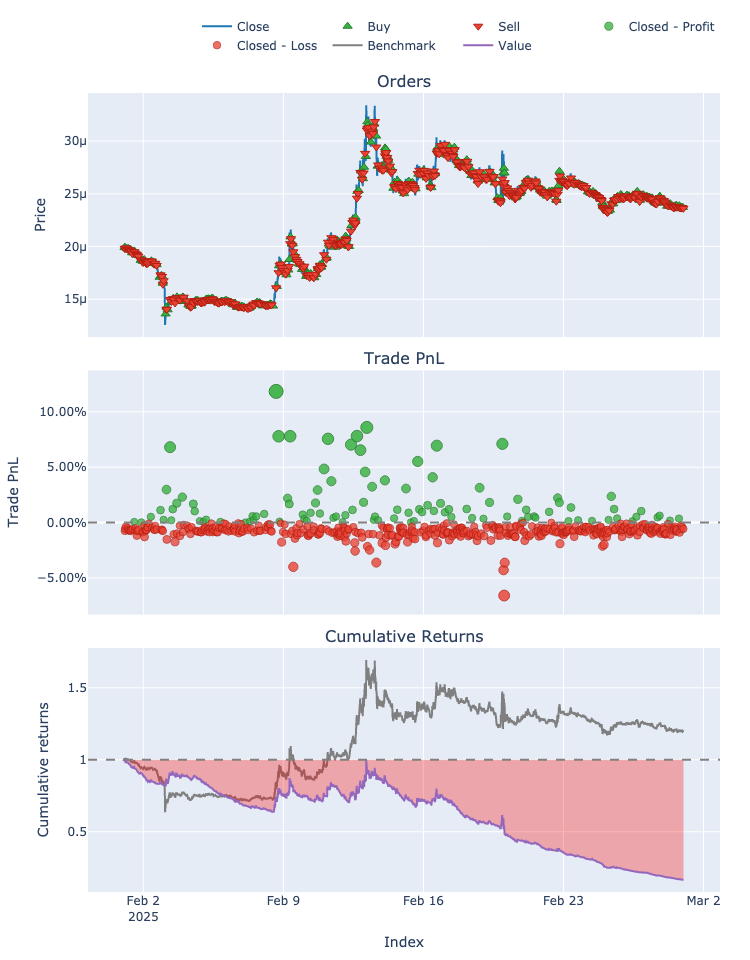 Close Buy Sell Closed - Profit
Closed - Loss Benchmark Value
Orders
30μ
25μ
20μ
15μ
Price
Trade PnL
10.00%
5.00%
0.00%
−5.00%
Trade PnL
Cumulative Returns
1.5
1
0.5
Cumulative returns
Feb 2 Feb 9 Feb 16 Feb 23 Mar 2
2025
Index